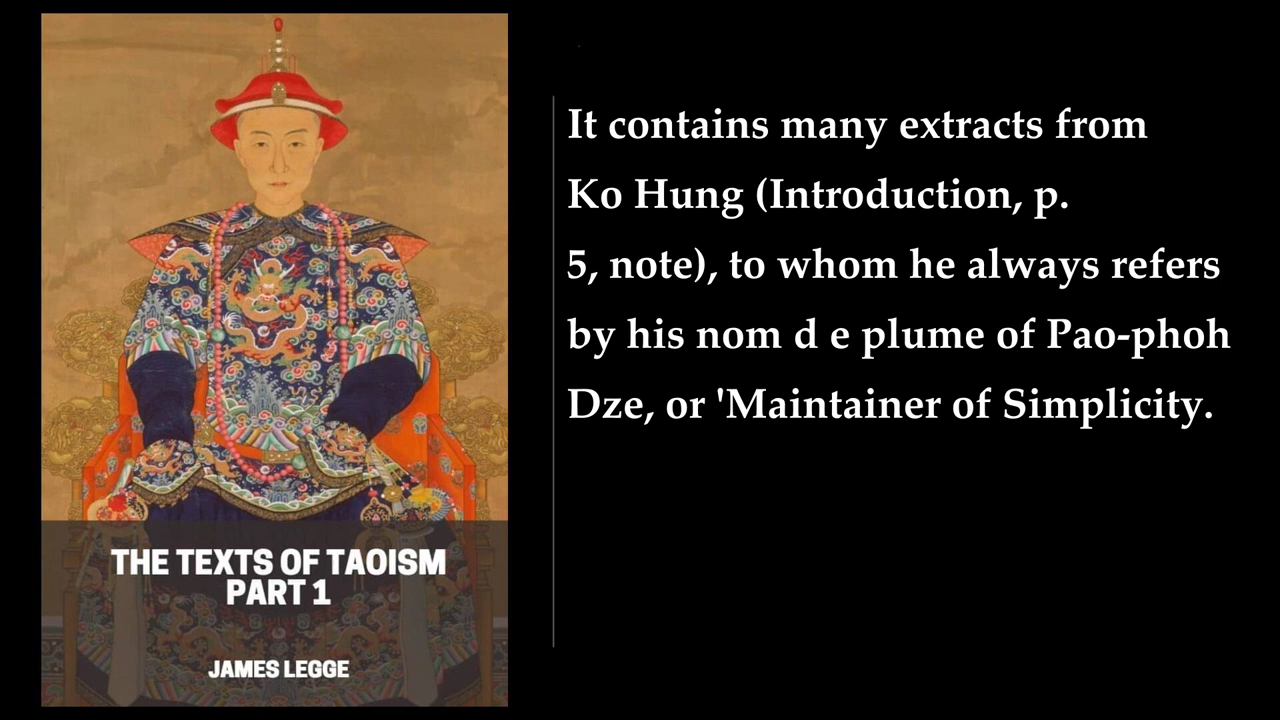 THE TEXTS OF TAOISM
PART 1
JAMES LEGGE
It contains many extracts from
Ko Hung (Introduction, p.
5, note), to whom he always refers
by his nom d e plume of Pao-phoh
Dze, or 'Maintainer of Simplicity.